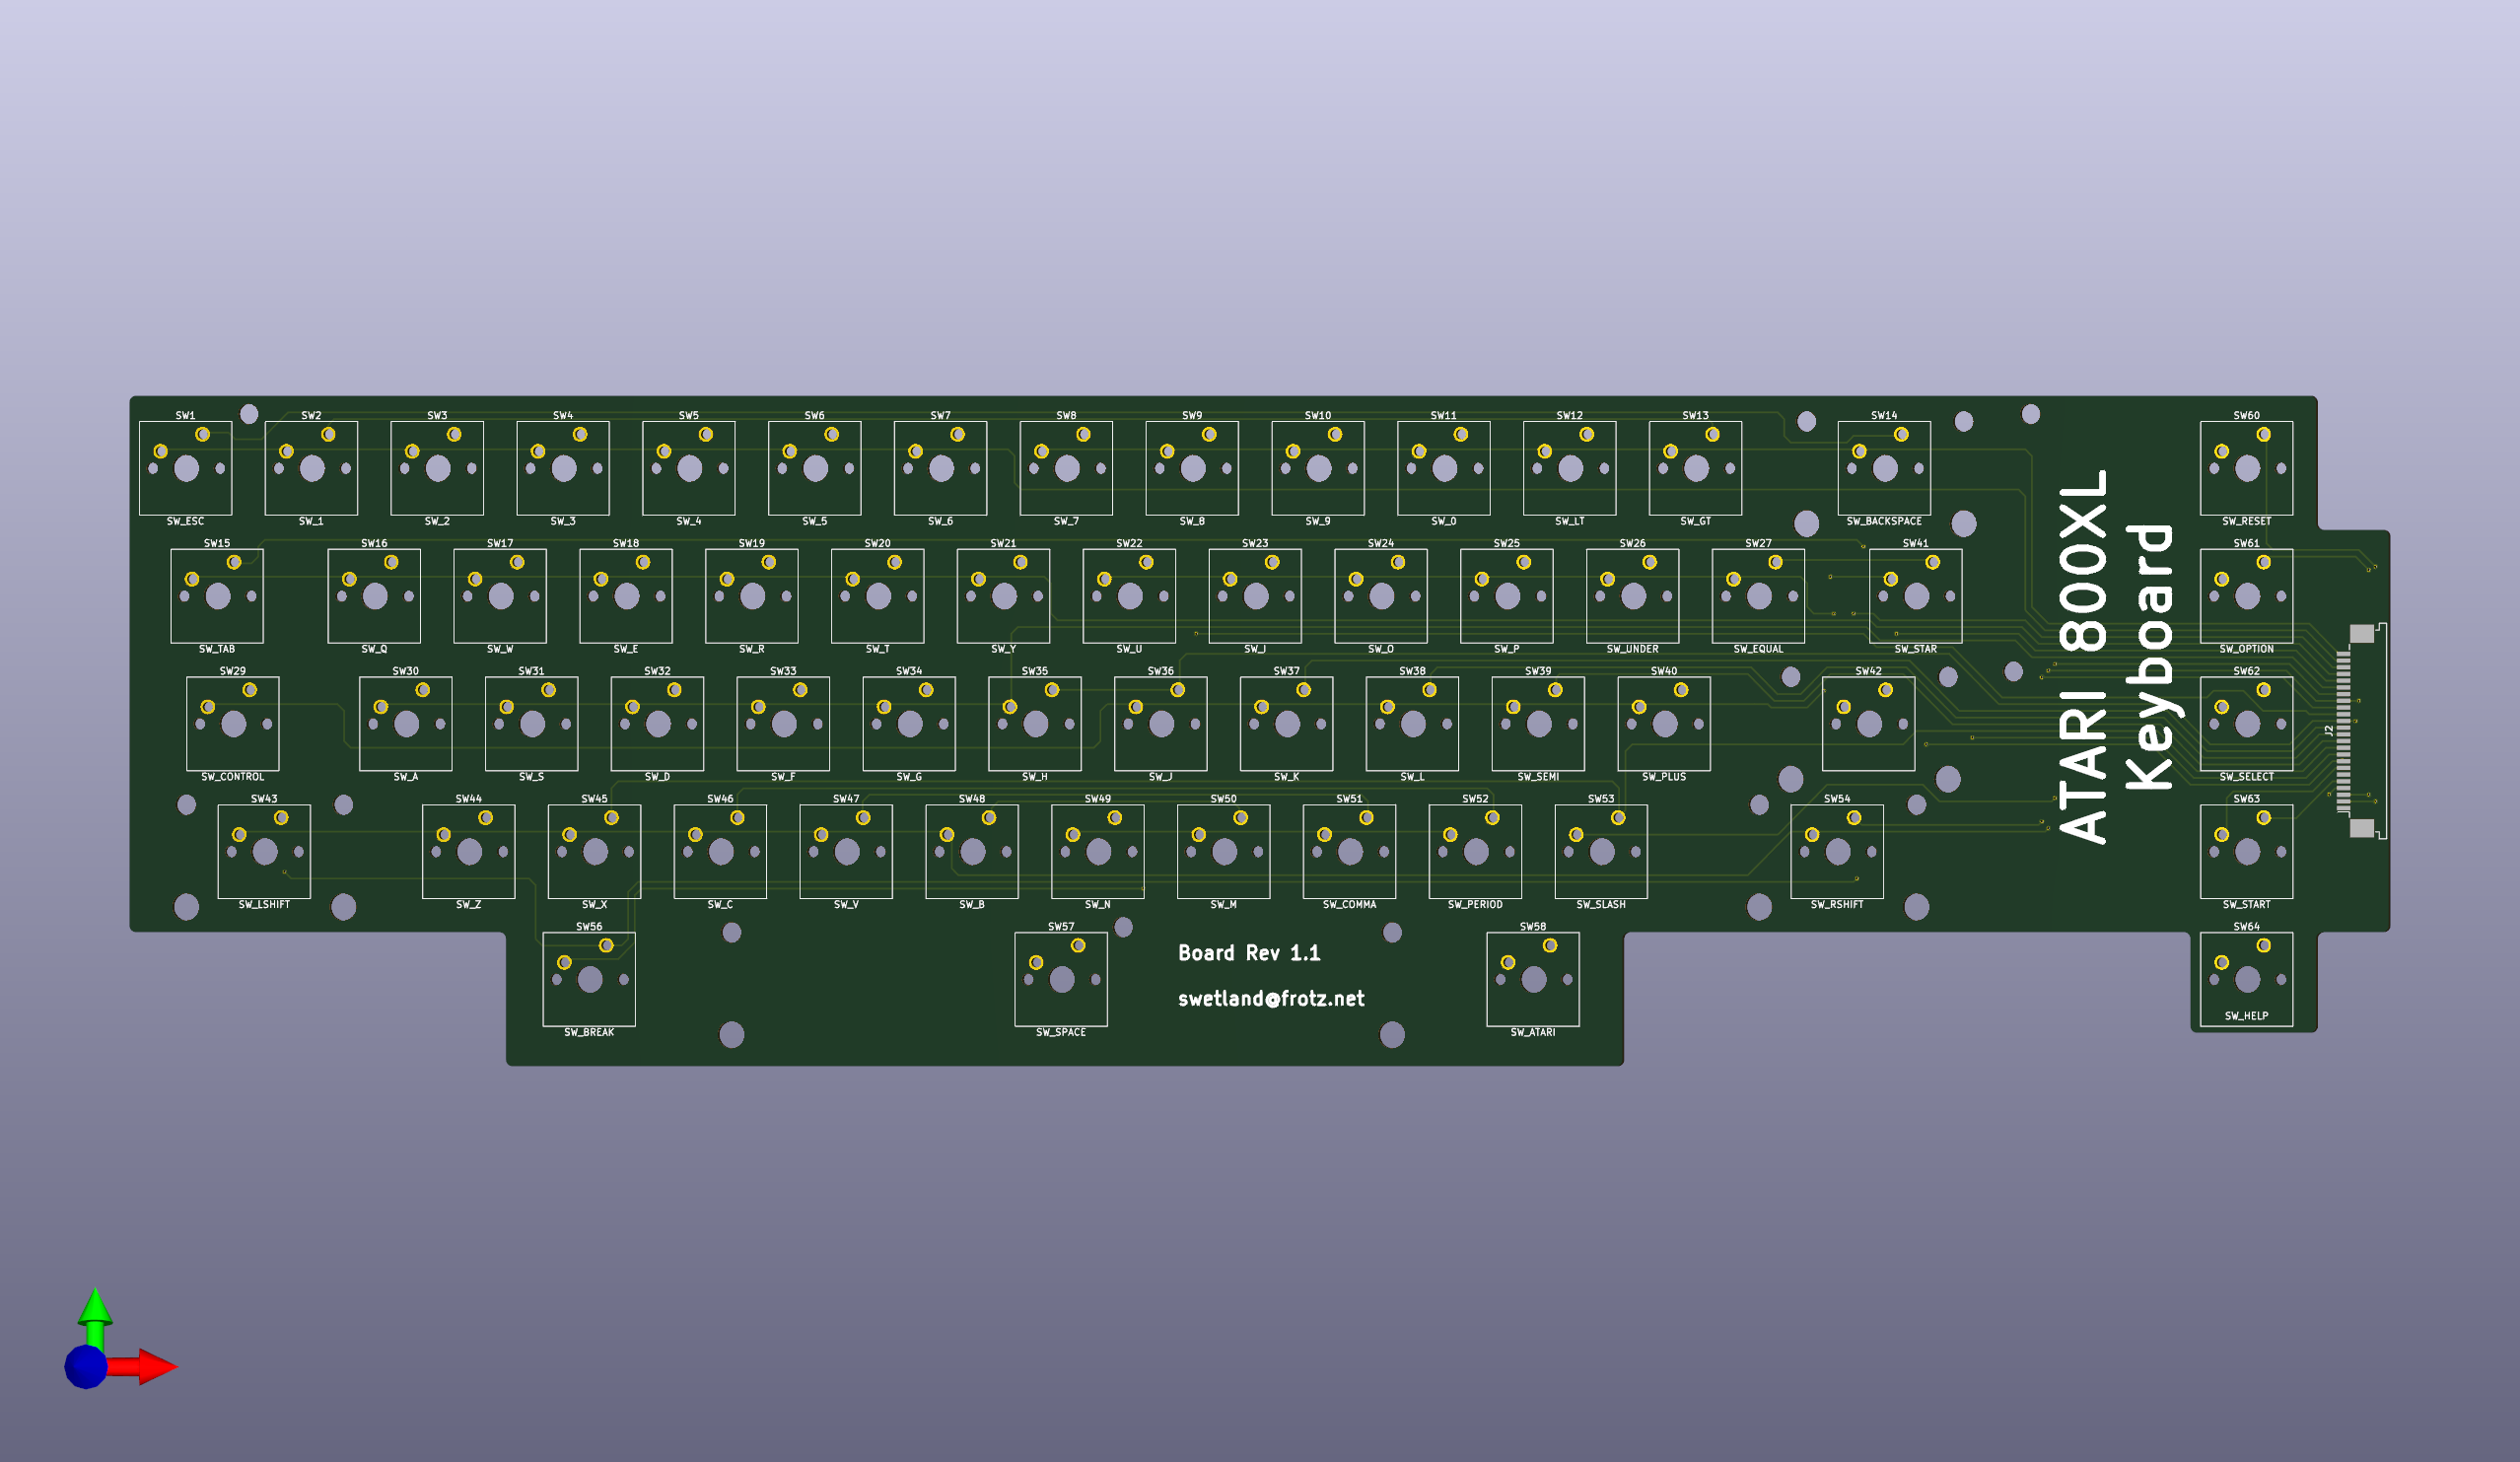 SW1 SW2 SW3 SW4 SW5 SW6 SW7 SW8 SW9 SW10 SW11 SW12 SW13 SW14 SW60
SW_ESC SW_1 SW_2 SW_3 SW_4 SW_5 SW_6 SW_7 SW_8 SW_9 SW_0 SW_LT SW_GT SW_BACKSPACE SW_RESET
SW15 SW16 SW17 SW18 SW19 SW20 SW21 SW22 SW23 SW24 SW25 SW26 SW27 SW41 SW61
SW_TAB SW_Q SW_W SW_E SW_R SW_T SW_Y SW_U SW_I SW_O SW_P SW_UNDER SW_EQUAL SW_STAR SW_OPTION
SW29 SW30 SW31 SW32 SW33 SW34 SW35 SW36 SW37 SW38 SW39 SW40 SW42 SW62
SW_CONTROL SW_A SW_S SW_D SW_F SW_G SW_H SW_J SW_K SW_L SW_SEMI SW_PLUS SW_SELECT
SW43 SW44 SW45 SW46 SW47 SW48 SW49 SW50 SW51 SW52 SW53 SW54 SW63
SW_LSHIFT SW_Z SW_X SW_C SW_V SW_B SW_N SW_M SW_COMMA SW_PERIOD SW_SLASH SW_RSHIFT SW_START
SW56 SW57 SW58 SW64
SW_BREAK SW_SPACE SW_ATARI SW_HELP
Board Rev 1.1
swetland@frotz.net
ATARI 800XL
Keyboard
J2